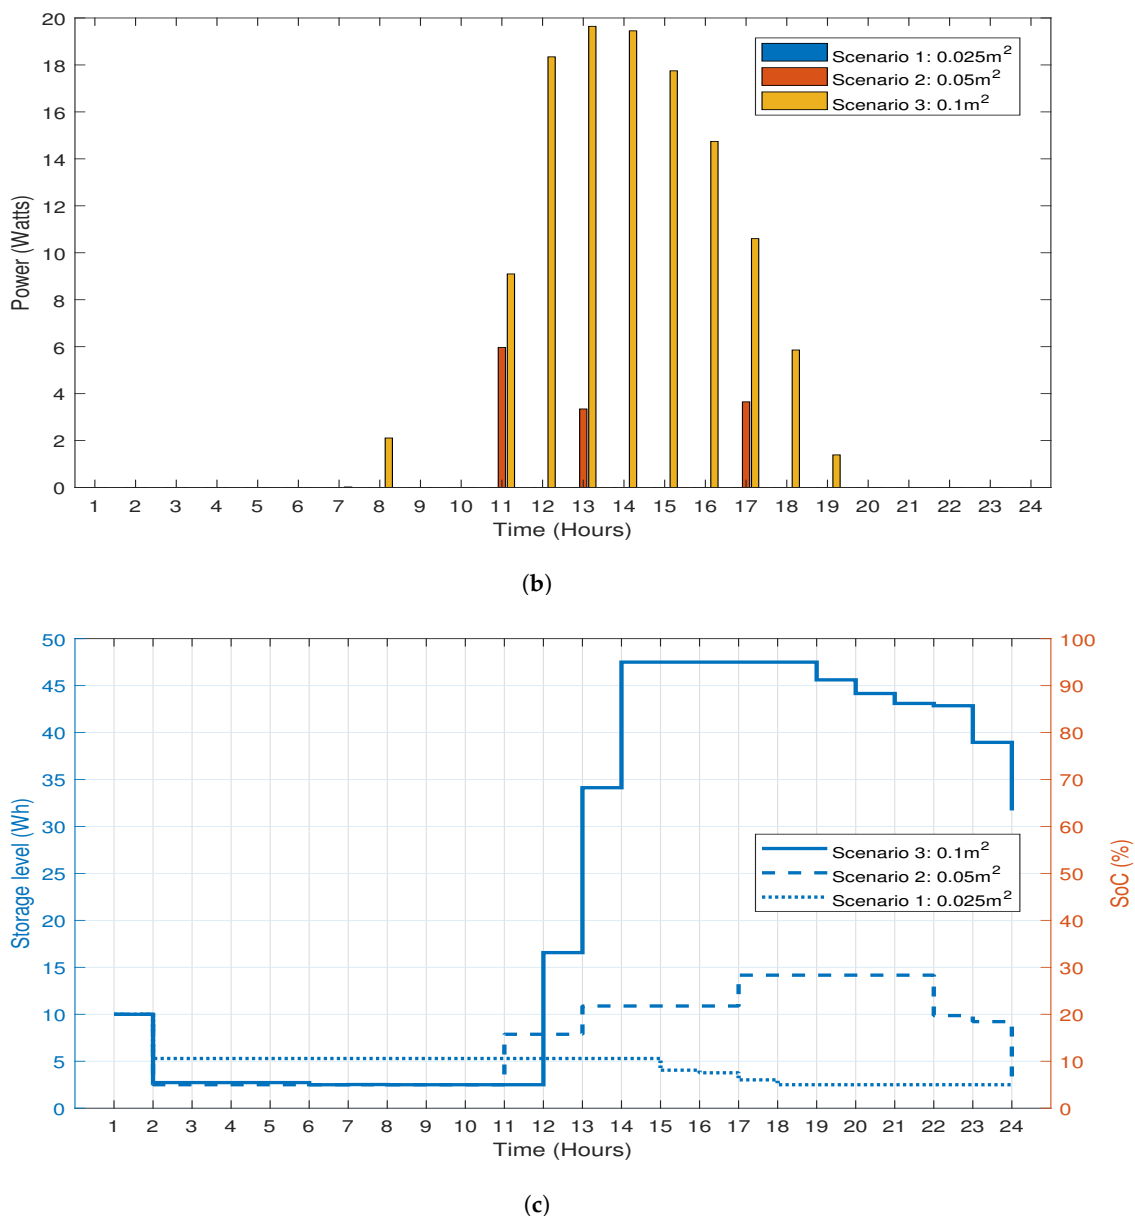 (b)
Power (Watts)
20
18
16
14
12
10
8
6
4
2
0
Scenario 1: 0.025m²
Scenario 2: 0.05m²
Scenario 3: 0.1m²
1 2 3 4 5 6 7 8 9 10 11 12 13 14 15 16 17 18 19 20 21 22 23 24
Time (Hours)
(b)
Storage level (Wh)
50
45
40
35
30
25
20
15
10
5
0
Scenario 3: 0.1m²
Scenario 2: 0.05m²
Scenario 1: 0.025m²
100
90
80
70
60
50
40
30
20
10
0
SoC (%)
1 2 3 4 5 6 7 8 9 10 11 12 13 14 15 16 17 18 19 20 21 22 23 24
Time (Hours)
(c)